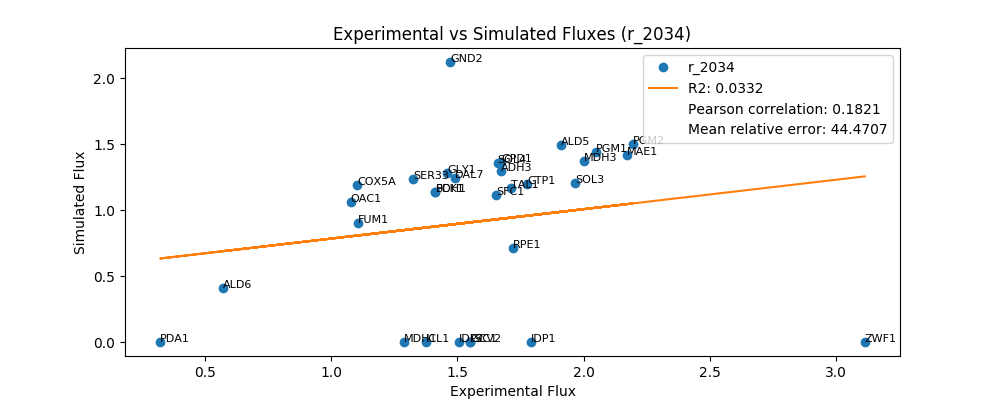 Experimental vs Simulated Fluxes (r_2034)
r_2034
R2: 0.0332
Pearson correlation: 0.1821
Mean relative error: 44.4707
GND2
ALD5
PGM2
PGM1
MAE1
MDH3
GPD1
ADH3
GLY1
DAL7
SER33
COX5A
OAC1
FUM1
CTP1
TAL1
SFC1
SOL3
RPE1
ALD6
PDA1
MDH1
ICL1
IDP1
ZWF1
2.0
1.5
1.0
0.5
0.0
Simulated Flux
0.5 1.0 1.5 2.0 2.5 3.0
Experimental Flux